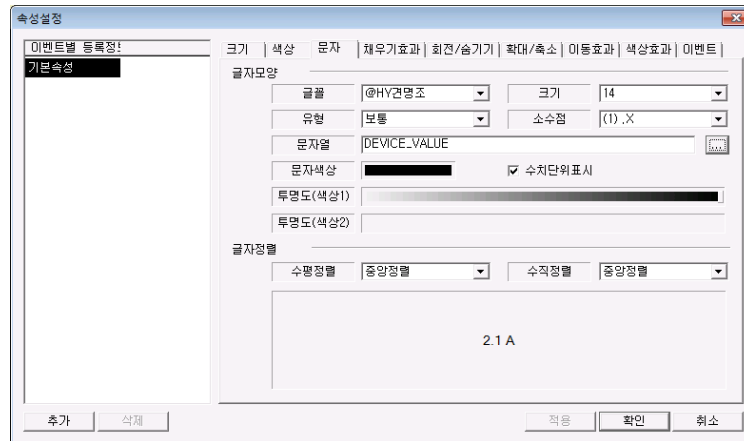 속성설정
이벤트별 등록정보
기본속성
크기 색상 문자 채우기효과 회전/숨기기 확대/축소 이동효과 색상효과 이벤트
글자모양
글꼴 @HY견명조 크기 14
유형 보통 소수점 (1) .X
문자열 DEVICE_VALUE ...
문자색상 수치단위표시
투명도(색상1)
투명도(색상2)
글자정렬
수평정렬 중앙정렬 수직정렬 중앙정렬
2.1 A
추가 삭제 적용 확인 취소